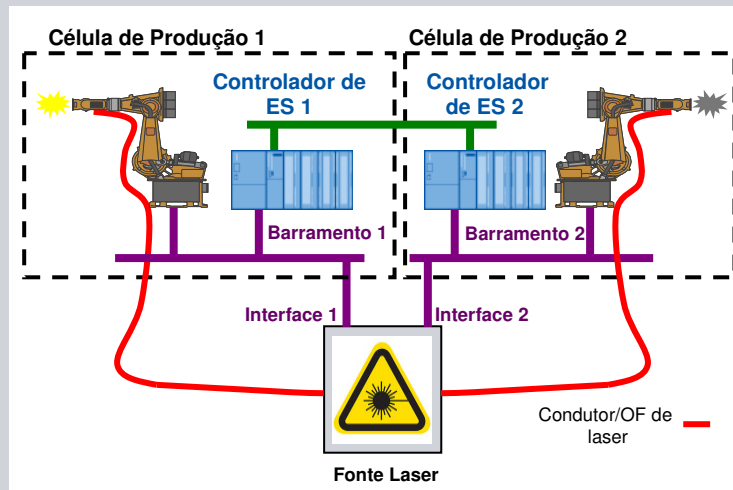 Célula de Produção 1
Célula de Produção 2
Controlador de
ES 1
Controlador
de ES 2
Barramento 1
Barramento 2
Interface 1
Interface 2
Condutor/OF de
laser
Fonte Laser